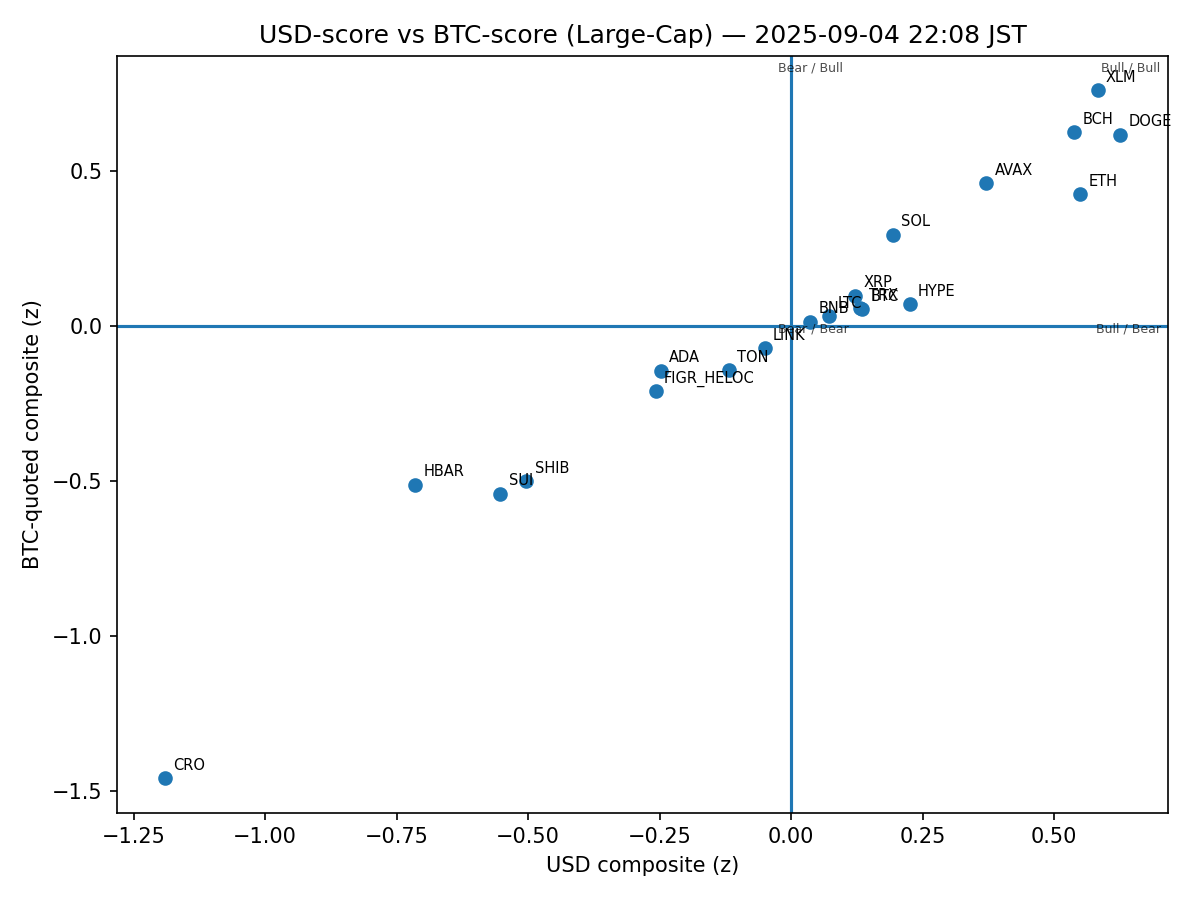 USD-score vs BTC-score (Large-Cap) — 2025-09-04 22:08 JST
Bear / Bull
Bull / Bull
XLM
BCH
DOGE
0.5
AVAX
ETH
SOL
XRP
TRX
BTC
HYPE
LTC
BNB
0.0
Bear / Bear
Bull / Bear
LINK
ADA
TON
FIGR_HELOC
HBAR
SUI
SHIB
−0.5
−1.0
CRO
−1.5
−1.25
−1.00
−0.75
−0.50
−0.25
0.00
0.25
0.50
USD composite (z)
BTC-quoted composite (z)